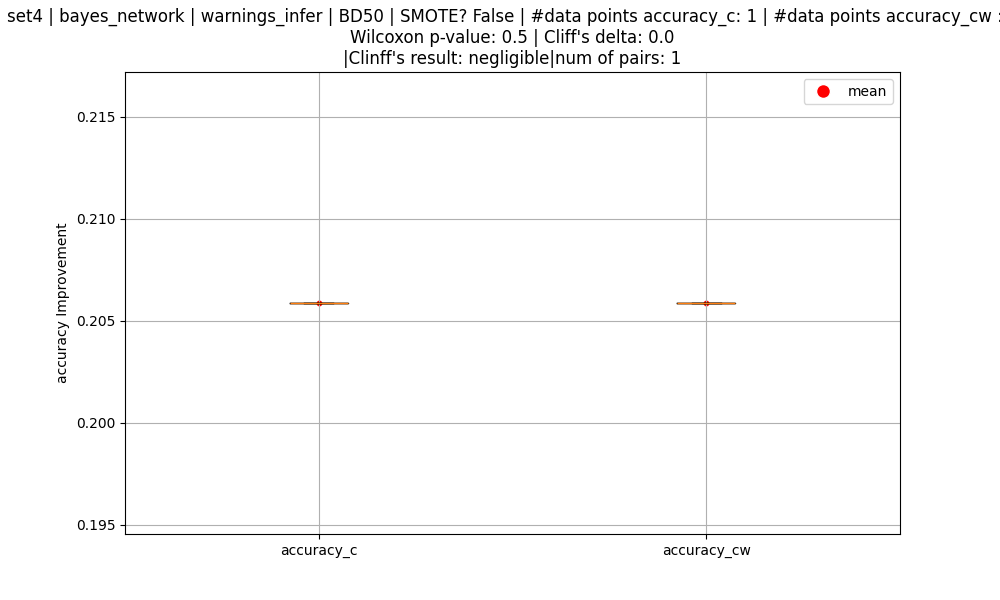 set4 | bayes_network | warnings_infer | BD50 | SMOTE? False | #data points accuracy_c: 1 | #data points accuracy_cw :
Wilcoxon p-value: 0.5 | Cliff's delta: 0.0
|Clinff's result: negligible|num of pairs: 1
mean
0.215
0.210
0.205
0.200
0.195
accuracy Improvement
accuracy_c
accuracy_cw